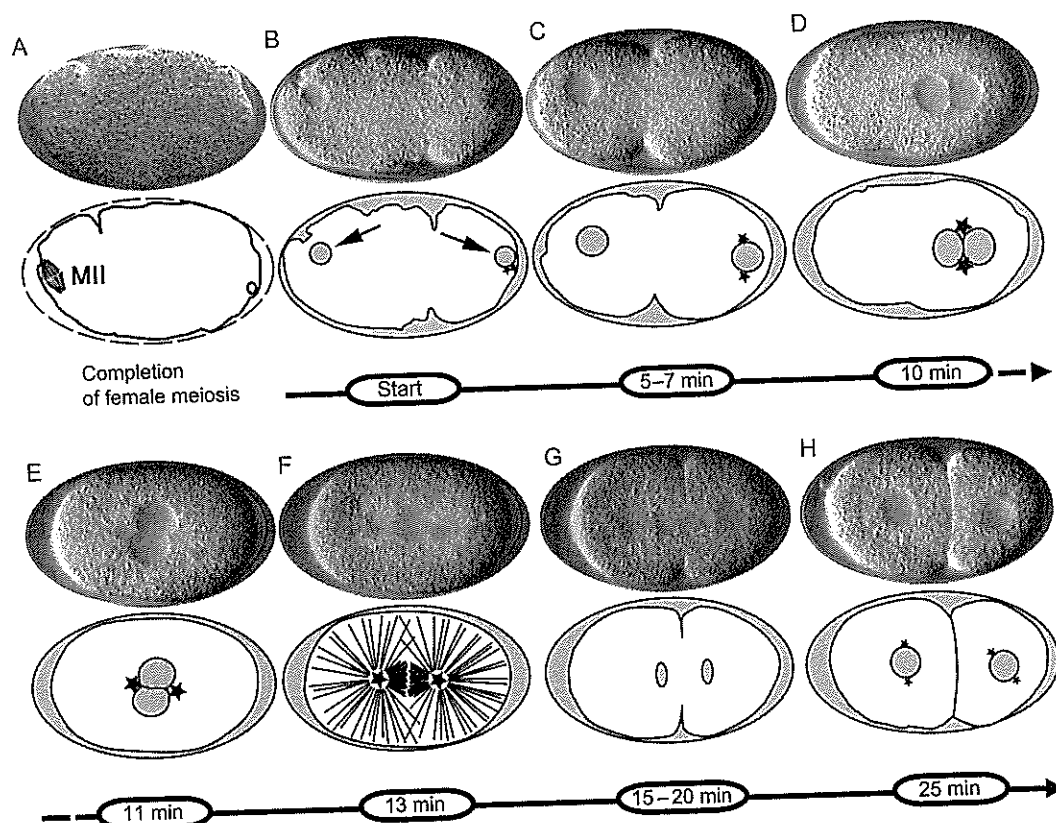 A
B
C
D
MII
Completion
of female meiosis
Start
5–7 min
10 min
E
F
G
H
11 min
13 min
15–20 min
25 min